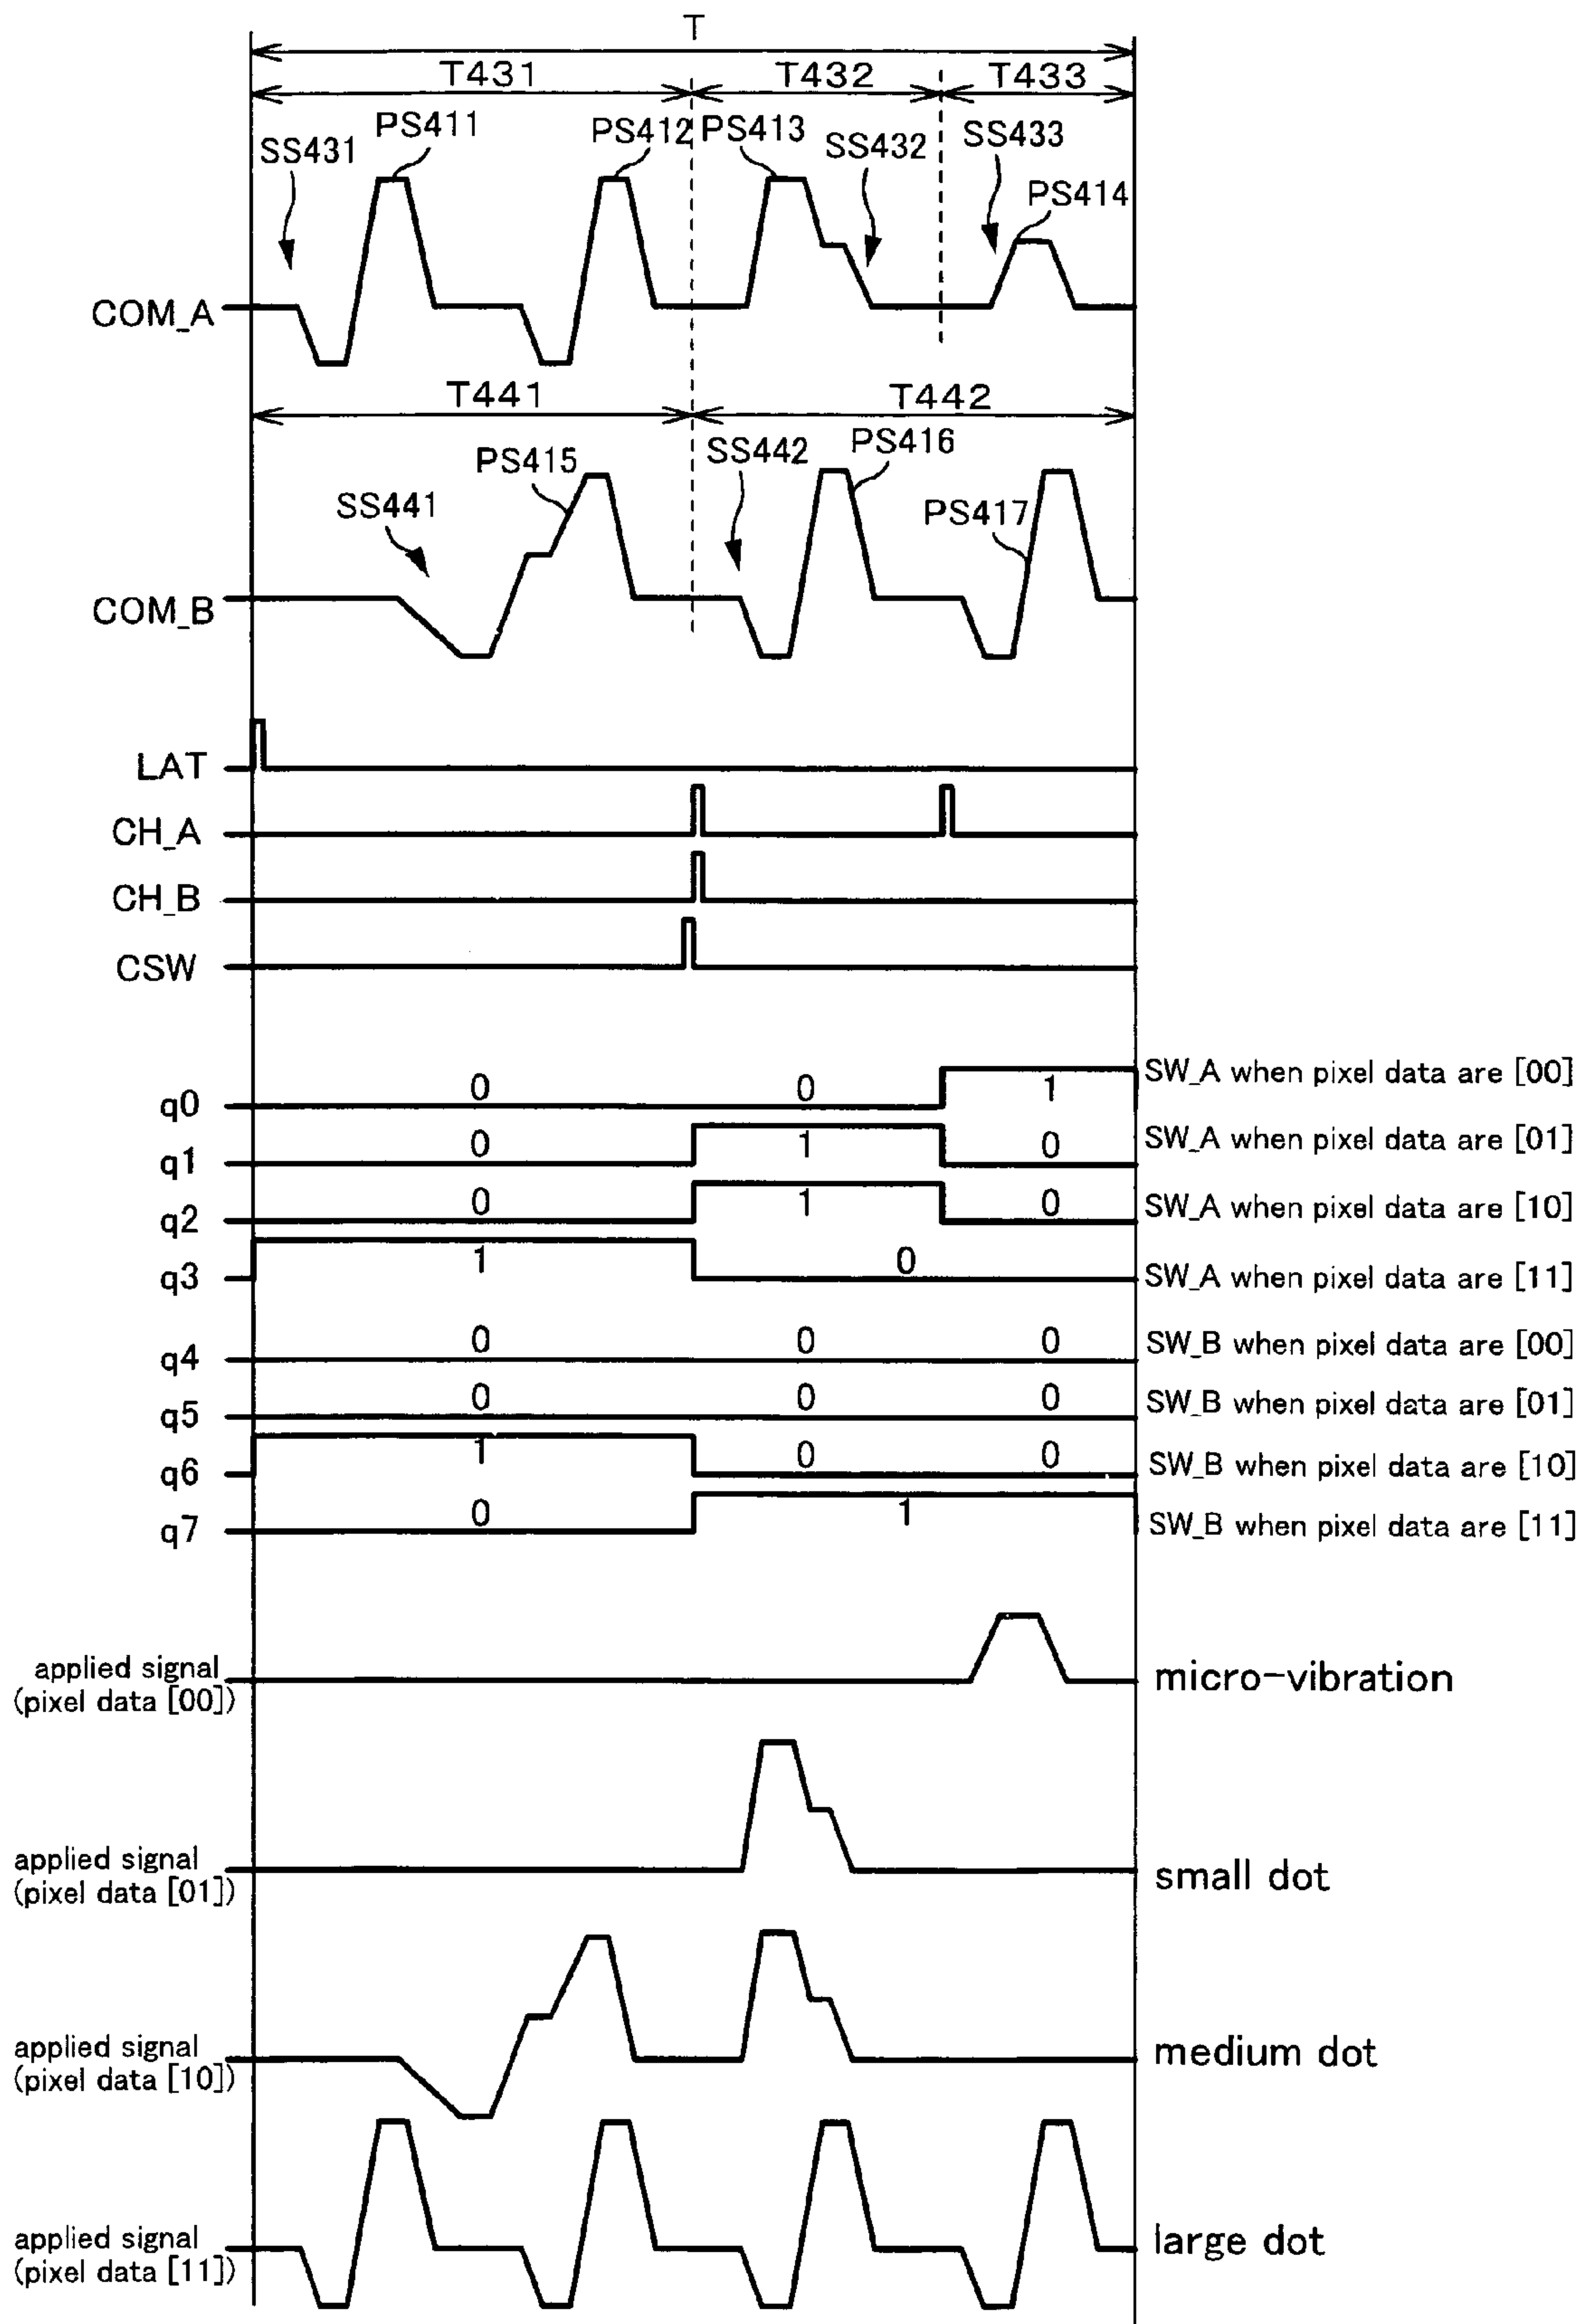 T
T431 T432 T433
PS411 PS412 PS413
SS431 SS432 SS433
PS414
COM_A
T441 T442
PS415 SS442 PS416
SS441 PS417
COM_B
LAT
CH_A
CH_B
CSW
q0 0 0 1 SW_A when pixel data are [00]
q1 0 1 0 SW_A when pixel data are [01]
q2 0 1 0 SW_A when pixel data are [10]
q3 1 0 SW_A when pixel data are [11]
q4 0 0 0 SW_B when pixel data are [00]
q5 0 0 0 SW_B when pixel data are [01]
q6 1 0 0 SW_B when pixel data are [10]
q7 0 1 SW_B when pixel data are [11]
applied signal
(pixel data [00]) micro-vibration
applied signal
(pixel data [01]) small dot
applied signal
(pixel data [10]) medium dot
applied signal
(pixel data [11]) large dot